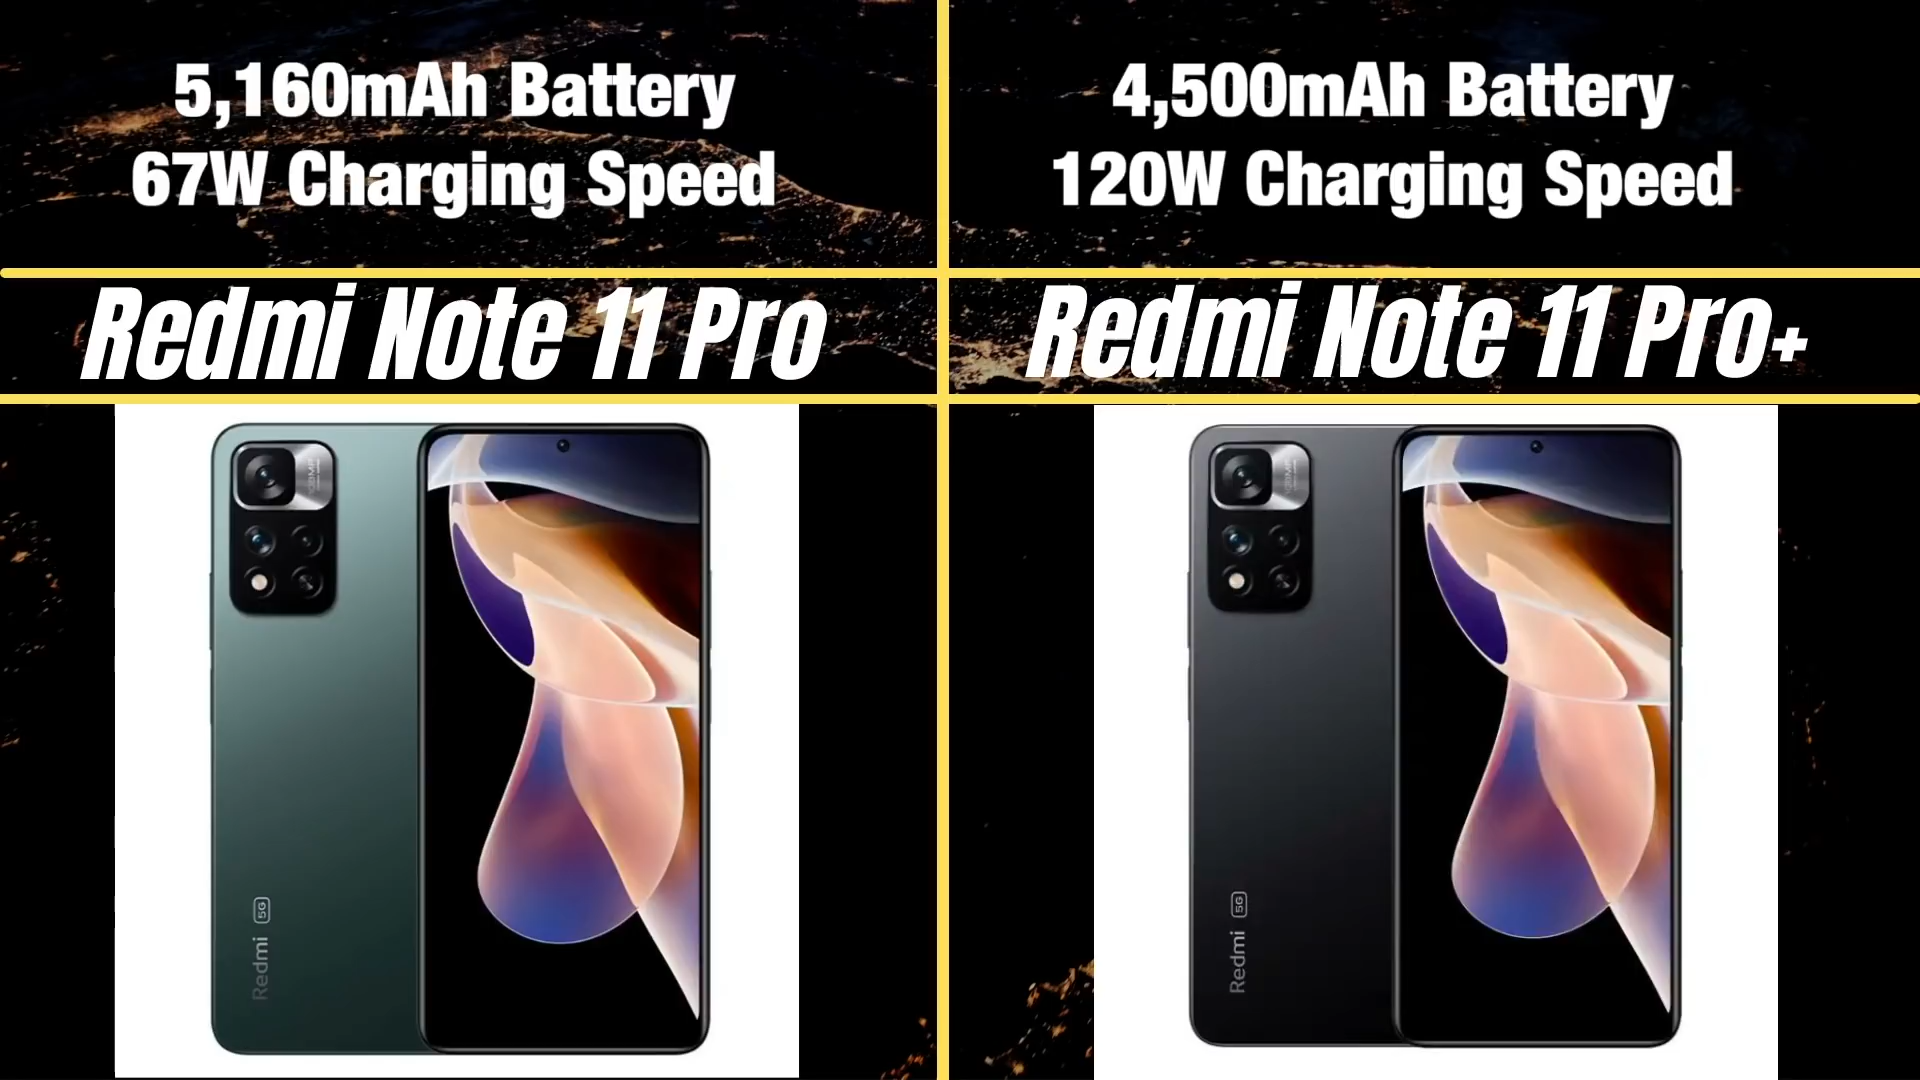 5,160mAh Battery
67W Charging Speed
4,500mAh Battery
120W Charging Speed
Redmi Note 11 Pro
Redmi Note 11 Pro+
Redmi 5G
Redmi 5G